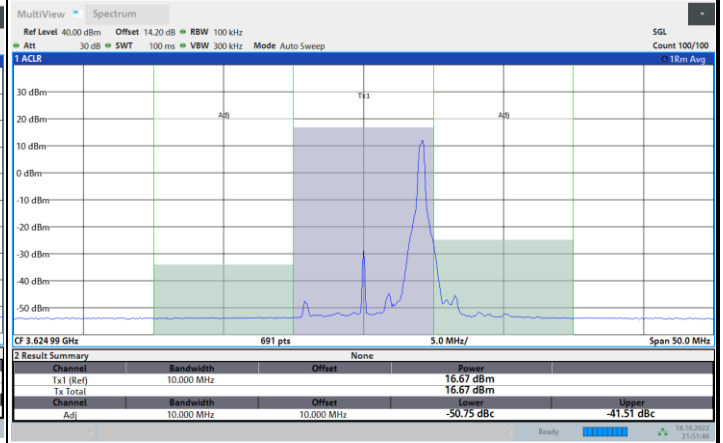 MultiView Spectrum
Ref Level 40.00 dBm Offset 14.20 dB RBW 100 kHz SGL
Att 30 dB SWT 100 ms VBW 300 kHz Mode Auto Sweep Count 100/100
1 ACLR 1Rm Avg
30 dBm
Tx1
20 dBm
Adj Adj
10 dBm
0 dBm
-10 dBm
-20 dBm
-30 dBm
-40 dBm
-50 dBm
CF 3.624 99 GHz 691 pts 5.0 MHz/ Span 50.0 MHz
2 Result Summary None
Channel Bandwidth Offset Power
Tx1 (Ref) 10.000 MHz 16.67 dBm
Tx Total 16.67 dBm
Channel Bandwidth Offset Lower Upper
Adj 10.000 MHz 10.000 MHz -50.75 dBc -41.51 dBc
Ready 18.10.2022
21:51:46